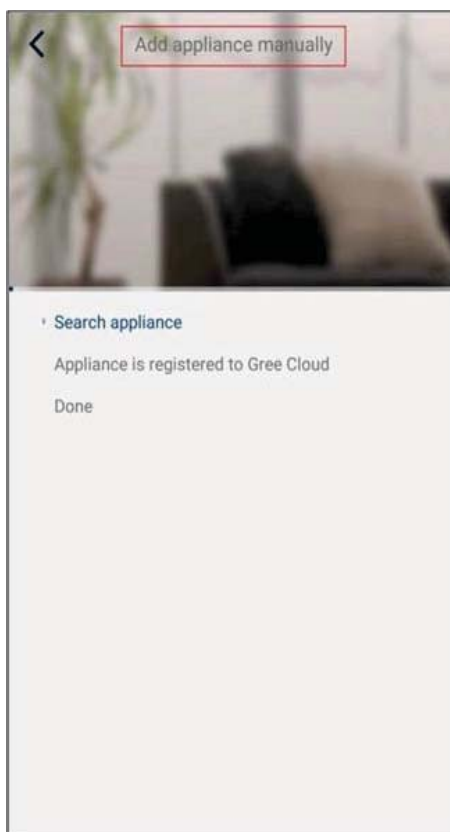 Add appliance manually
Search appliance
Appliance is registered to Gree Cloud
Done